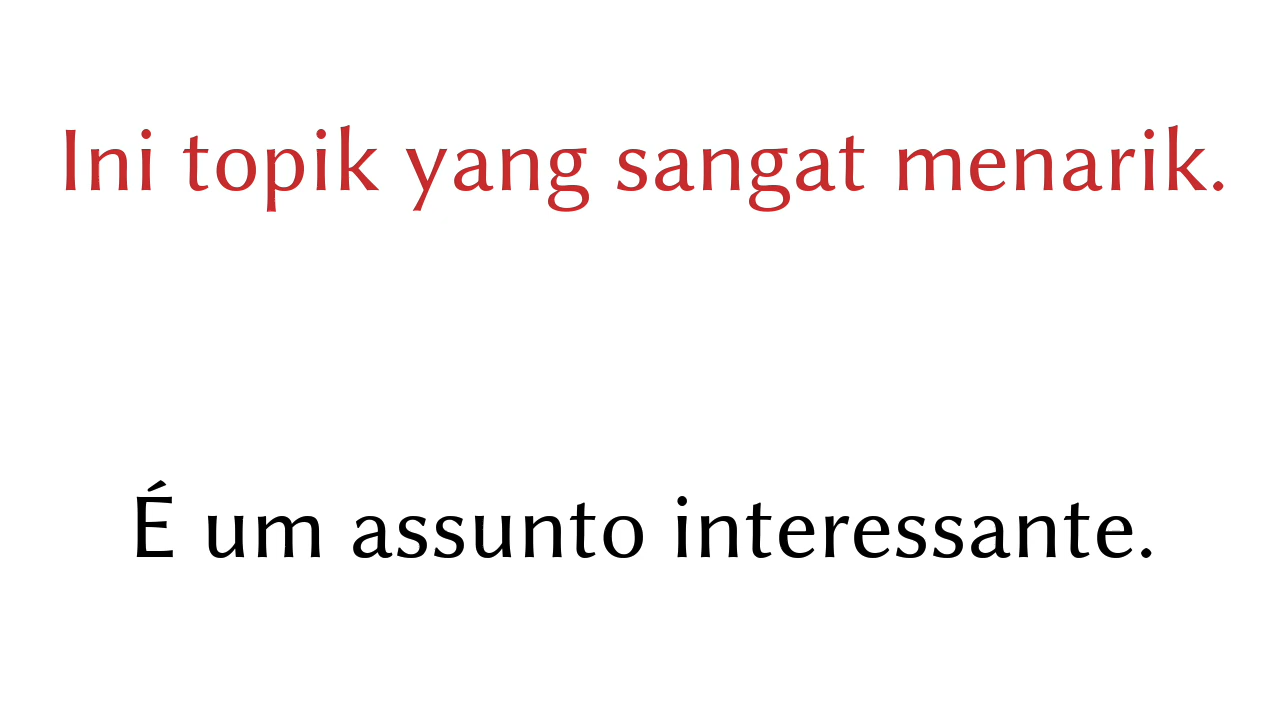 Ini topik yang sangat menarik.
É um assunto interessante.